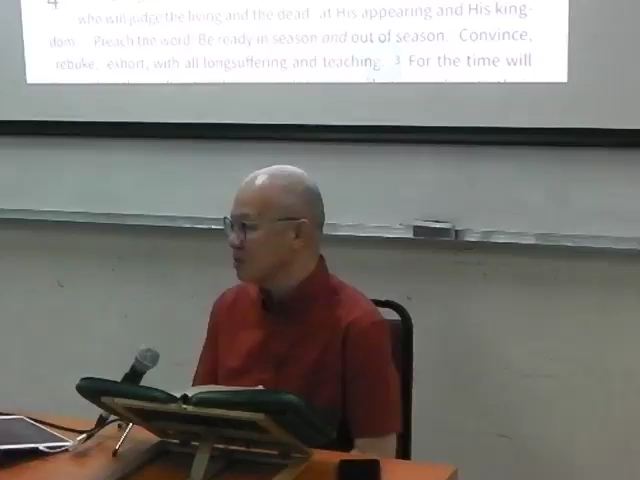 4
who will judge the living and the dead at His appearing and His king-
dom. Preach the word. Be ready in season and out of season. Convince,
rebuke, exhort, with all longsuffering and teaching. 3 For the time will